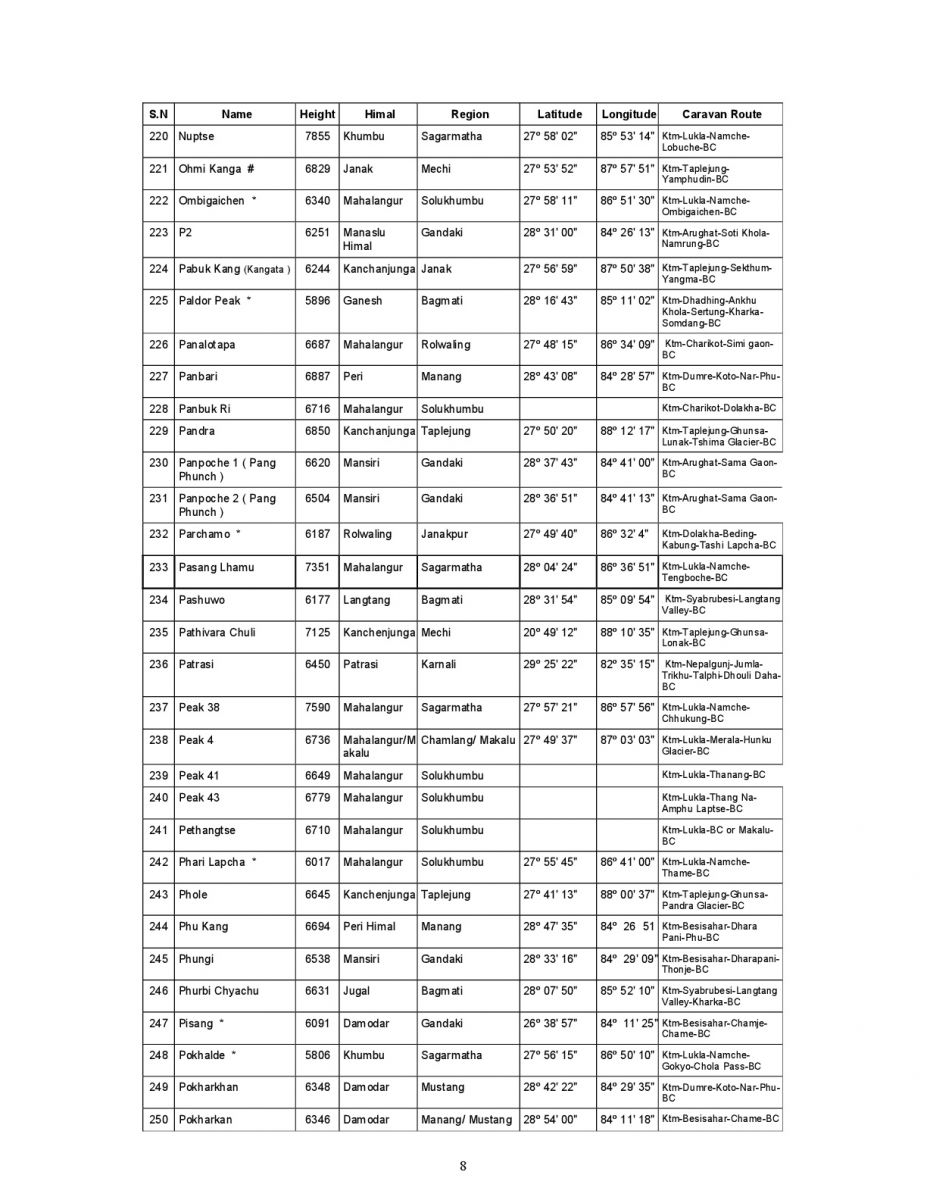 S.N Name Height Himal Region Latitude Longitude Caravan Route
220 Nuptse 7855 Khumbu Sagarmatha 27º 58' 02" 85º 53' 14" Ktm-Lukla-Namche-
Lobuche-BC
221 Ohmi Kanga # 6829 Janak Mechi 27º 53' 52" 87º 57' 51" Ktm-Taplejung-
Yamphudin-BC
222 Ombigaichen * 6340 Mahalangur Solukhumbu 27º 58' 11" 86º 51' 30" Ktm-Lukla-Namche-
Ombigaichen-BC
223 P2 6251 Manaslu Gandaki 28º 31' 00" 84º 26' 13" Ktm-Arughat-Soti Khola-
Himal Namrung-BC
224 Pabuk Kang (Kangata ) 6244 Kanchanjunga Janak 27º 56' 59" 87º 50' 38" Ktm-Taplejung-Sekthum-
Yangma-BC
225 Paldor Peak * 5896 Ganesh Bagmati 28º 16' 43" 85º 11' 02" Ktm-Dhadhing-Ankhu
Khola-Sertung-Kharka-
Somdang-BC
226 Panalotapa 6687 Mahalangur Rolwaling 27º 48' 15" 86º 34' 09" Ktm-Charikot-Simi gaon-
BC
227 Panbari 6887 Peri Manang 28º 43' 08" 84º 28' 57" Ktm-Dumre-Koto-Nar-Phu-
BC
228 Panbuk Ri 6716 Mahalangur Solukhumbu Ktm-Charikot-Dolakha-BC
229 Pandra 6850 Kanchanjunga Taplejung 27º 50' 20" 88º 12' 17" Ktm-Taplejung-Ghunsa-
Lunak-Tshima Glacier-BC
230 Panpoche 1 ( Pang 6620 Mansiri Gandaki 28º 37' 43" 84º 41' 00" Ktm-Arughat-Sama Gaon-
Phunch ) BC
231 Panpoche 2 ( Pang 6504 Mansiri Gandaki 28º 36' 51" 84º 41' 13" Ktm-Arughat-Sama Gaon-
Phunch ) BC
232 Parchamo * 6187 Rolwaling Janakpur 27º 49' 40" 86º 32' 4" Ktm-Dolakha-Beding-
Kabung-Tashi Lapcha-BC
233 Pasang Lhamu 7351 Mahalangur Sagarmatha 28º 04' 24" 86º 36' 51" Ktm-Lukla-Namche-
Tengboche-BC
234 Pashuwo 6177 Langtang Bagmati 28º 31' 54" 85º 09' 54" Ktm-Syabrubesi-Langtang
Valley-BC
235 Pathivara Chuli 7125 Kanchenjunga Mechi 20º 49' 12" 88º 10' 35" Ktm-Taplejung-Ghunsa-
Lonak-BC
236 Patrasi 6450 Patrasi Karnali 29º 25' 22" 82º 35' 15" Ktm-Nepalgunj-Jumla-
Trikhu-Talphi-Dhouli Daha-
BC
237 Peak 38 7590 Mahalangur Sagarmatha 27º 57' 21" 86º 57' 56" Ktm-Lukla-Namche-
Chhukung-BC
238 Peak 4 6736 Mahalangur/M Chamlang/ Makalu 27º 49' 37" 87º 03' 03" Ktm-Lukla-Merala-Hunku
akalu Glacier-BC
239 Peak 41 6649 Mahalangur Solukhumbu Ktm-Lukla-Thanang-BC
240 Peak 43 6779 Mahalangur Solukhumbu Ktm-Lukla-Thang Na-
Amphu Laptse-BC
241 Pethangtse 6710 Mahalangur Solukhumbu Ktm-Lukla-BC or Makalu-
BC
242 Phari Lapcha * 6017 Mahalangur Solukhumbu 27º 55' 45" 86º 41' 00" Ktm-Lukla-Namche-
Thame-BC
243 Phole 6645 Kanchenjunga Taplejung 27º 41' 13" 88º 00' 37" Ktm-Taplejung-Ghunsa-
Pandra Glacier-BC
244 Phu Kang 6694 Peri Himal Manang 28º 47' 35" 84º 26 51 Ktm-Besisahar-Dhara
Pani-Phu-BC
245 Phungi 6538 Mansiri Gandaki 28º 33' 16" 84º 29' 09" Ktm-Besisahar-Dharapani-
Thonje-BC
246 Phurbi Chyachu 6631 Jugal Bagmati 28º 07' 50" 85º 52' 10" Ktm-Syabrubesi-Langtang
Valley-Kharka-BC
247 Pisang * 6091 Damodar Gandaki 26º 38' 57" 84º 11' 25" Ktm-Besisahar-Chamje-
Chame-BC
248 Pokhalde * 5806 Khumbu Sagarmatha 27º 56' 15" 86º 50' 10" Ktm-Lukla-Namche-
Gokyo-Chola Pass-BC
249 Pokharkhan 6348 Damodar Mustang 28º 42' 22" 84º 29' 35" Ktm-Dumre-Koto-Nar-Phu-
BC
250 Pokharkan 6346 Damodar Manang/ Mustang 28º 54' 00" 84º 11' 18" Ktm-Besisahar-Chame-BC
8